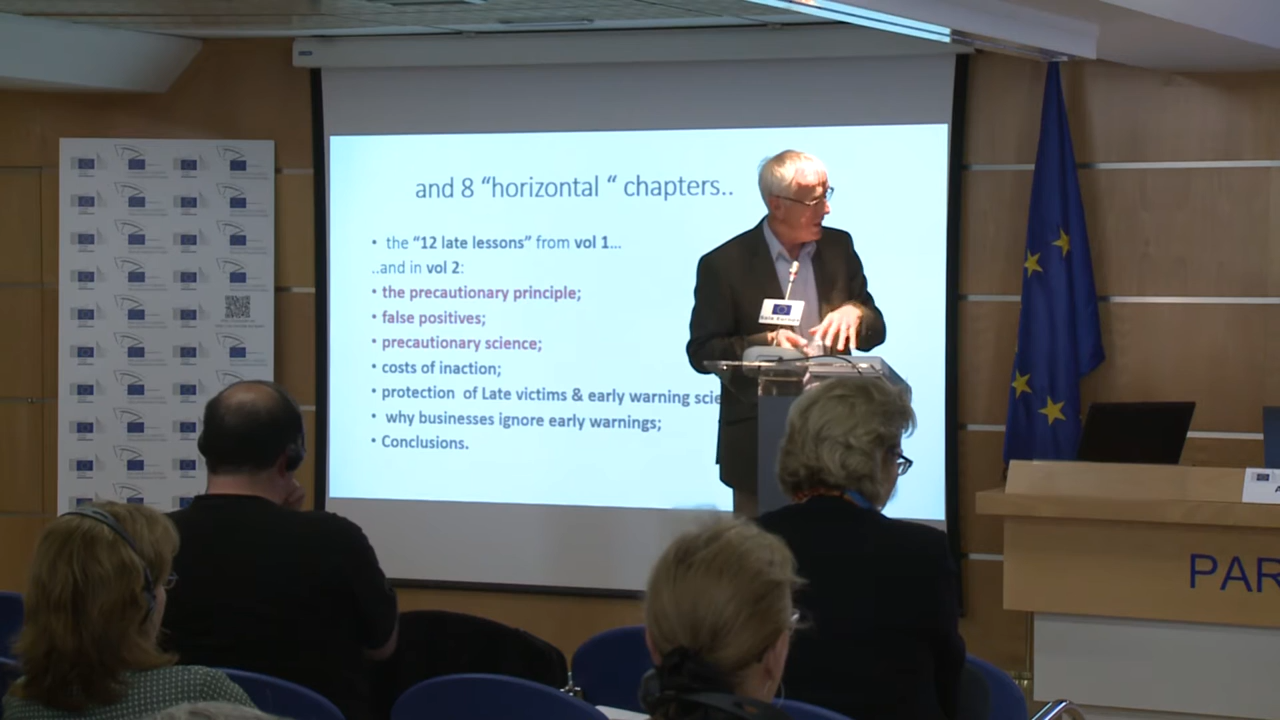 and 8 “horizontal “ chapters..
• the “12 late lessons” from vol 1...
..and in vol 2:
• the precautionary principle;
• false positives;
• precautionary science;
• costs of inaction;
• protection of Late victims & early warning scie
• why businesses ignore early warnings;
• Conclusions.
PAR
A